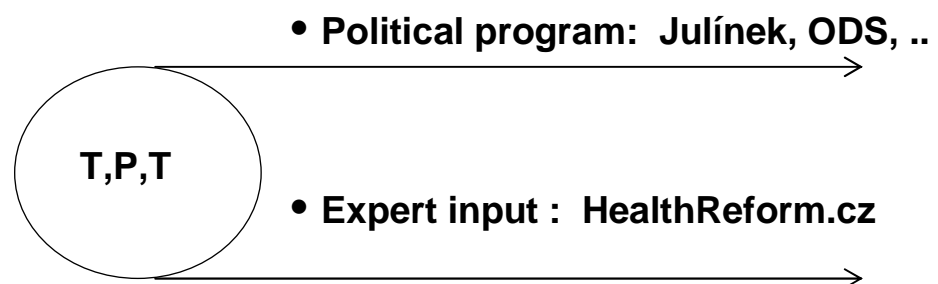 • Political program: Julínek, ODS, ..
T,P,T
• Expert input : HealthReform.cz